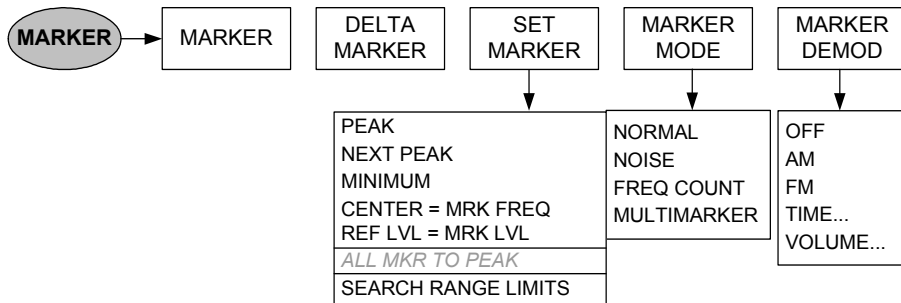 MARKER
MARKER
DELTA
MARKER
SET
MARKER
MARKER
MODE
MARKER
DEMOD
PEAK
NEXT PEAK
MINIMUM
CENTER = MRK FREQ
REF LVL = MRK LVL
ALL MKR TO PEAK
SEARCH RANGE LIMITS
NORMAL
NOISE
FREQ COUNT
MULTIMARKER
OFF
AM
FM
TIME...
VOLUME...